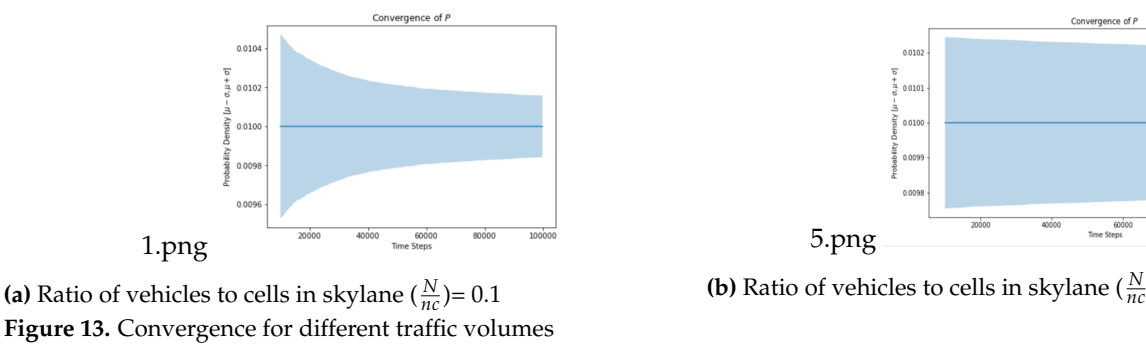 Convergence of P
0.0104
0.0102
0.0100
0.0098
0.0096
Probability Density [μ − σ, μ + σ]
20000 40000 60000 80000 100000
Time Steps
1.png
(a) Ratio of vehicles to cells in skylane (N/nc)= 0.1
Convergence of P
0.0102
0.0101
0.0100
0.0099
0.0098
Probability Density [μ − σ, μ + σ]
20000 40000 60000
Time Steps
5.png
(b) Ratio of vehicles to cells in skylane (N/nc
Figure 13. Convergence for different traffic volumes